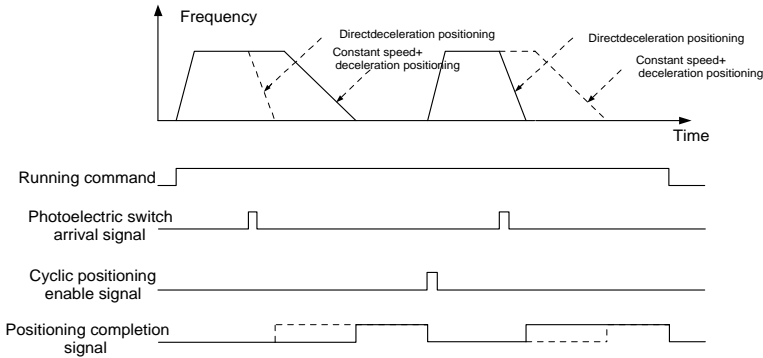 Frequency
Directdeceleration positioning
Constant speed+
deceleration positioning
Directdeceleration positioning
Constant speed+
deceleration positioning
Time
Running command
Photoelectric switch
arrival signal
Cyclic positioning
enable signal
Positioning completion
signal